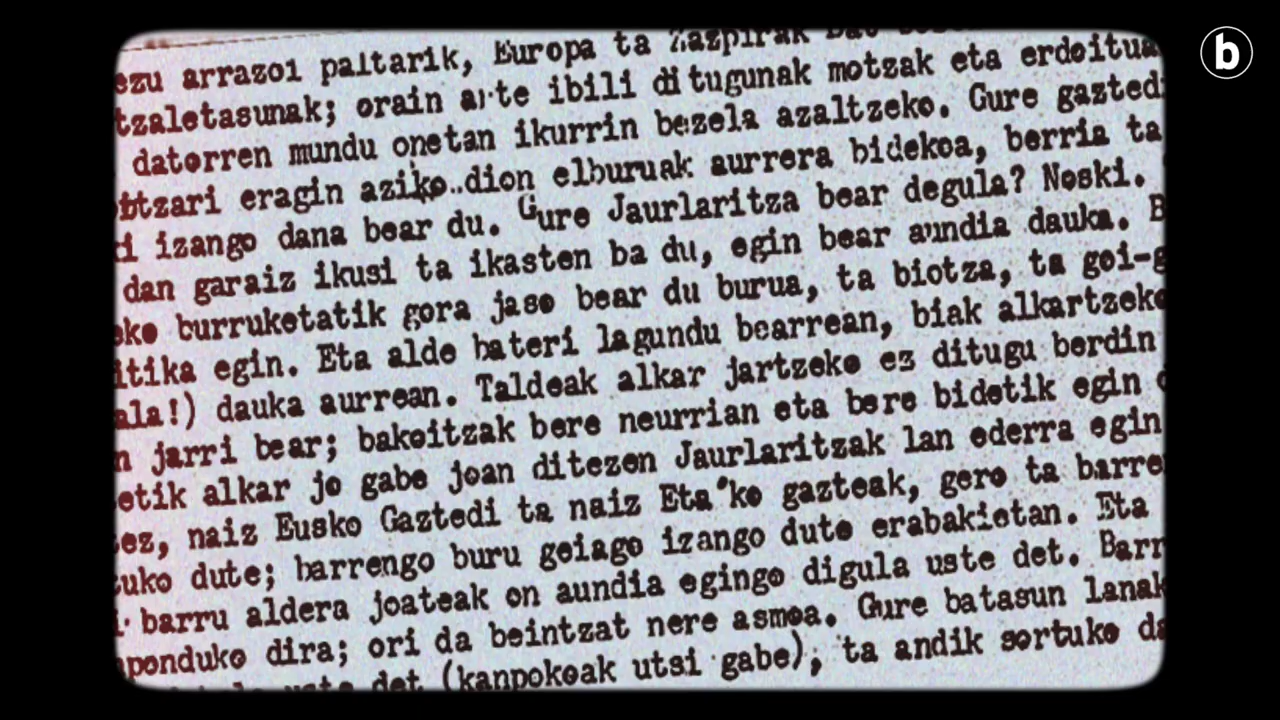 ezu arrazoi paltarik, Europa ta Zazpirak Bat
tzaletasunak; orain arte ibili ditugunak motzak eta erdeitua
datorren mundu onetan ikurrin bezela azaltzeko. Gure gaztedi
tzari eragin aziko..dion elburuak aurrera bidekoa, berria ta
i izango dana bear du. Gure Jaurlaritza bear degula? Noski.
dan garaiz ikusi ta ikasten ba du, egin bear aundia dauka. B
eko burruketatik gora jaso bear du burua, ta biotza, ta goi-g
itika egin. Eta alde bateri lagundu bearrean, biak alkartzeko
ala!) dauka aurrean. Taldeak alkar jartzeko ez ditugu berdin
n jarri bear; bakoitzak bere neurrian eta bere bidetik egin
etik alkar jo gabe joan ditezen Jaurlaritzak lan ederra egin
ez, naiz Eusko Gaztedi ta naiz Eta'ko gazteak, gero ta barre
tuko dute; barrengo buru geiago izango dute erabakietan. Eta
barru aldera joateak on aundia egingo digula uste det. Barr
ponduko dira; ori da beintzat nere asmoa. Gure batasun lanak
uste det (kanpokoak utsi gabe), ta andik sortuko da
b